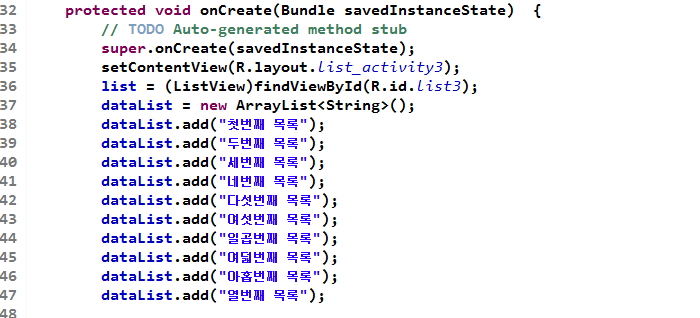 32 protected void onCreate(Bundle savedInstanceState)  {
33 // TODO Auto-generated method stub
34 super.onCreate(savedInstanceState);
35 setContentView(R.layout.list_activity3);
36 list = (ListView)findViewById(R.id.list3);
37 dataList = new ArrayList<String>();
38 dataList.add("첫번째 목록");
39 dataList.add("두번째 목록");
40 dataList.add("세번째 목록");
41 dataList.add("네번째 목록");
42 dataList.add("다섯번째 목록");
43 dataList.add("여섯번째 목록");
44 dataList.add("일곱번째 목록");
45 dataList.add("여덟번째 목록");
46 dataList.add("아홉번째 목록");
47 dataList.add("열번째 목록");
48